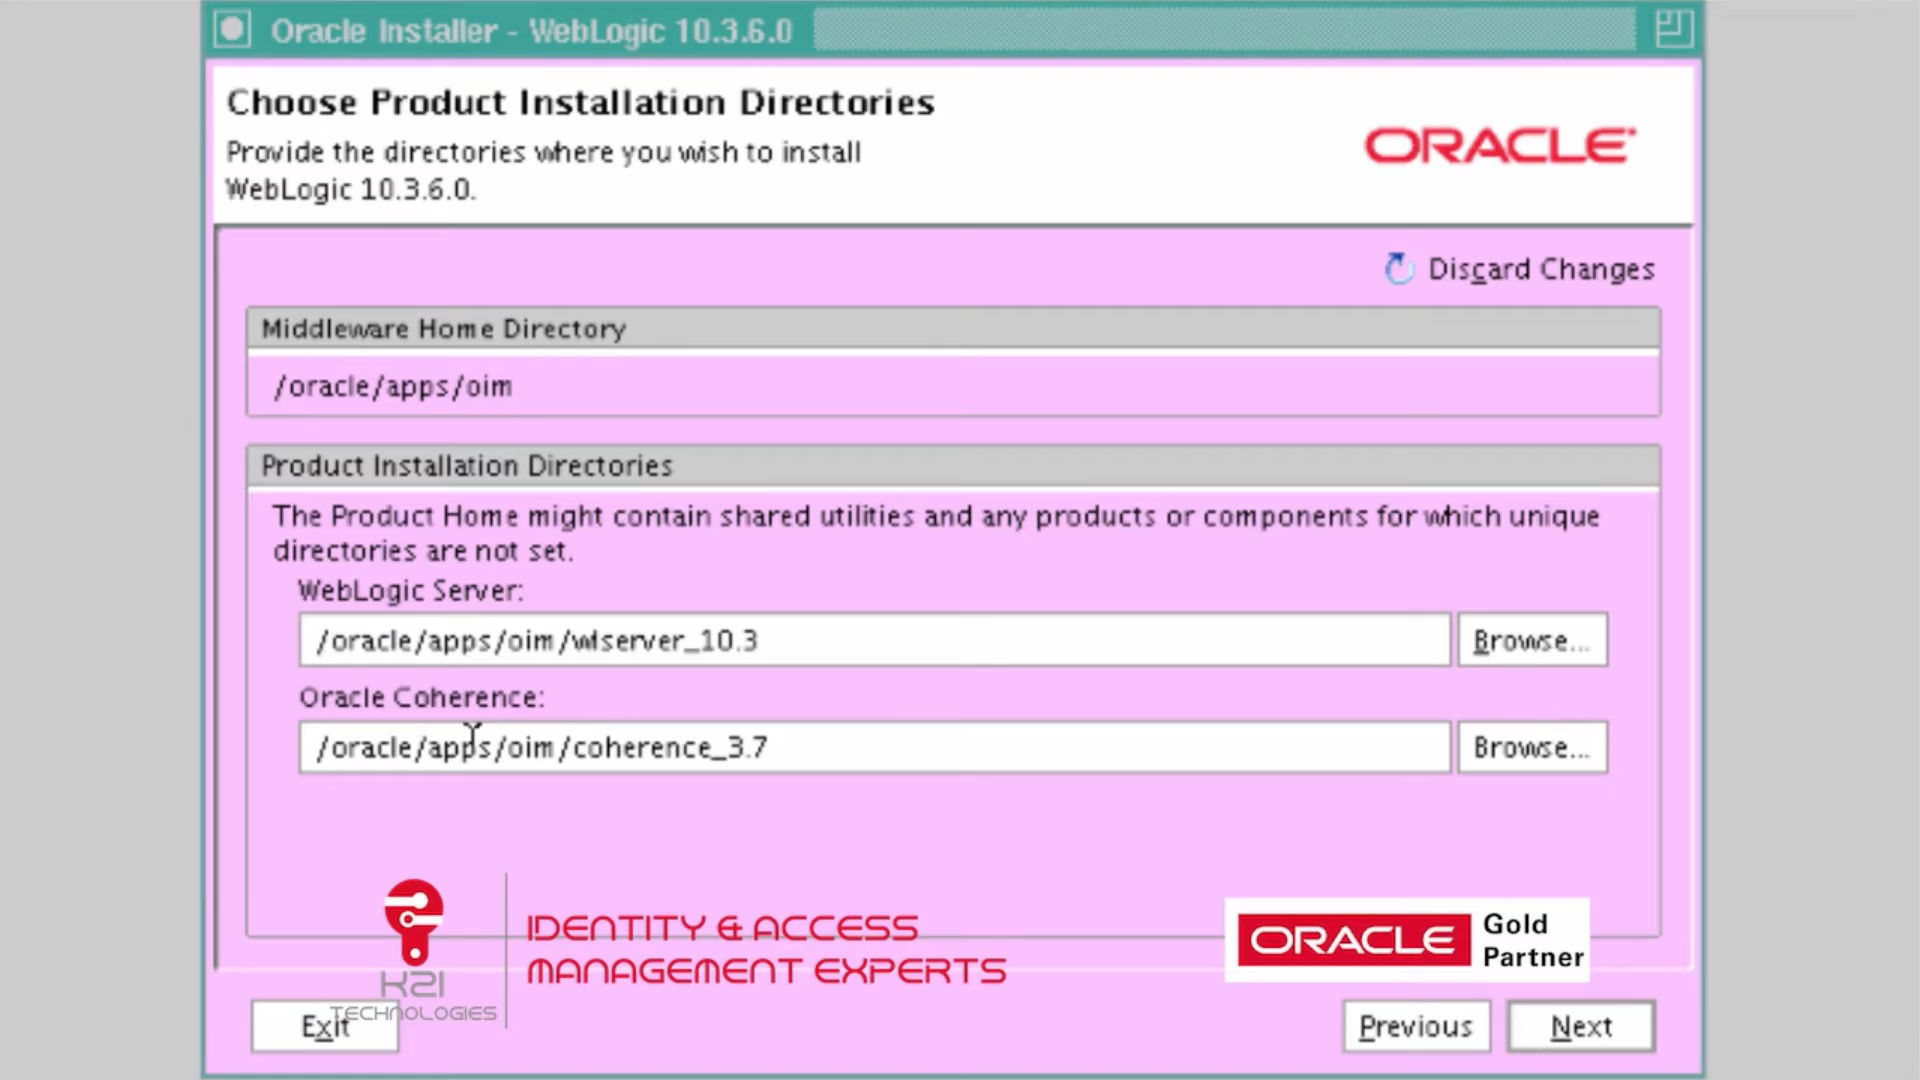 Oracle Installer - WebLogic 10.3.6.0
Choose Product Installation Directories
Provide the directories where you wish to install
WebLogic 10.3.6.0.
ORACLE
Discard Changes
Middleware Home Directory
/oracle/apps/oim
Product Installation Directories
The Product Home might contain shared utilities and any products or components for which unique
directories are not set.
WebLogic Server:
/oracle/apps/oim/wlserver_10.3
Browse...
Oracle Coherence:
/oracle/apps/oim/coherence_3.7
Browse...
K21
TECHNOLOGIES
IDENTITY & ACCESS
MANAGEMENT EXPERTS
ORACLE
Gold
Partner
Exit
Previous
Next